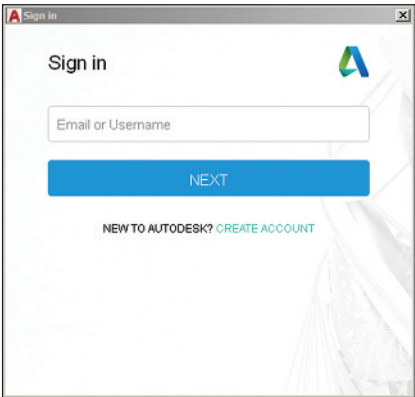 Sign in
Sign in
Email or Username
NEXT
NEW TO AUTODESK? CREATE ACCOUNT